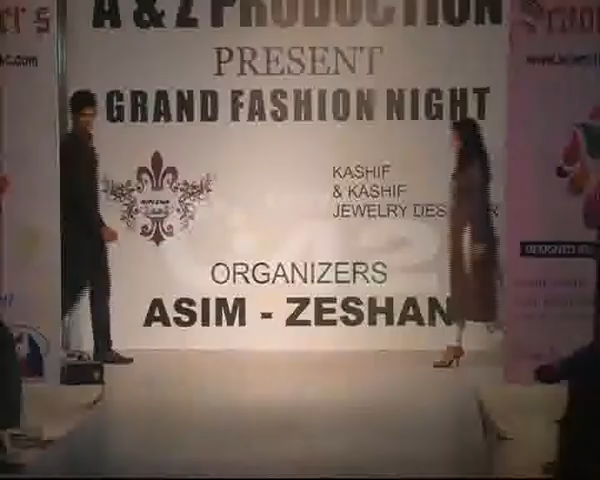 A & Z PRODUCTION
PRESENT
GRAND FASHION NIGHT
KASHIF
& KASHIF
JEWELRY DES R
ORGANIZERS
ASIM - ZESHAN